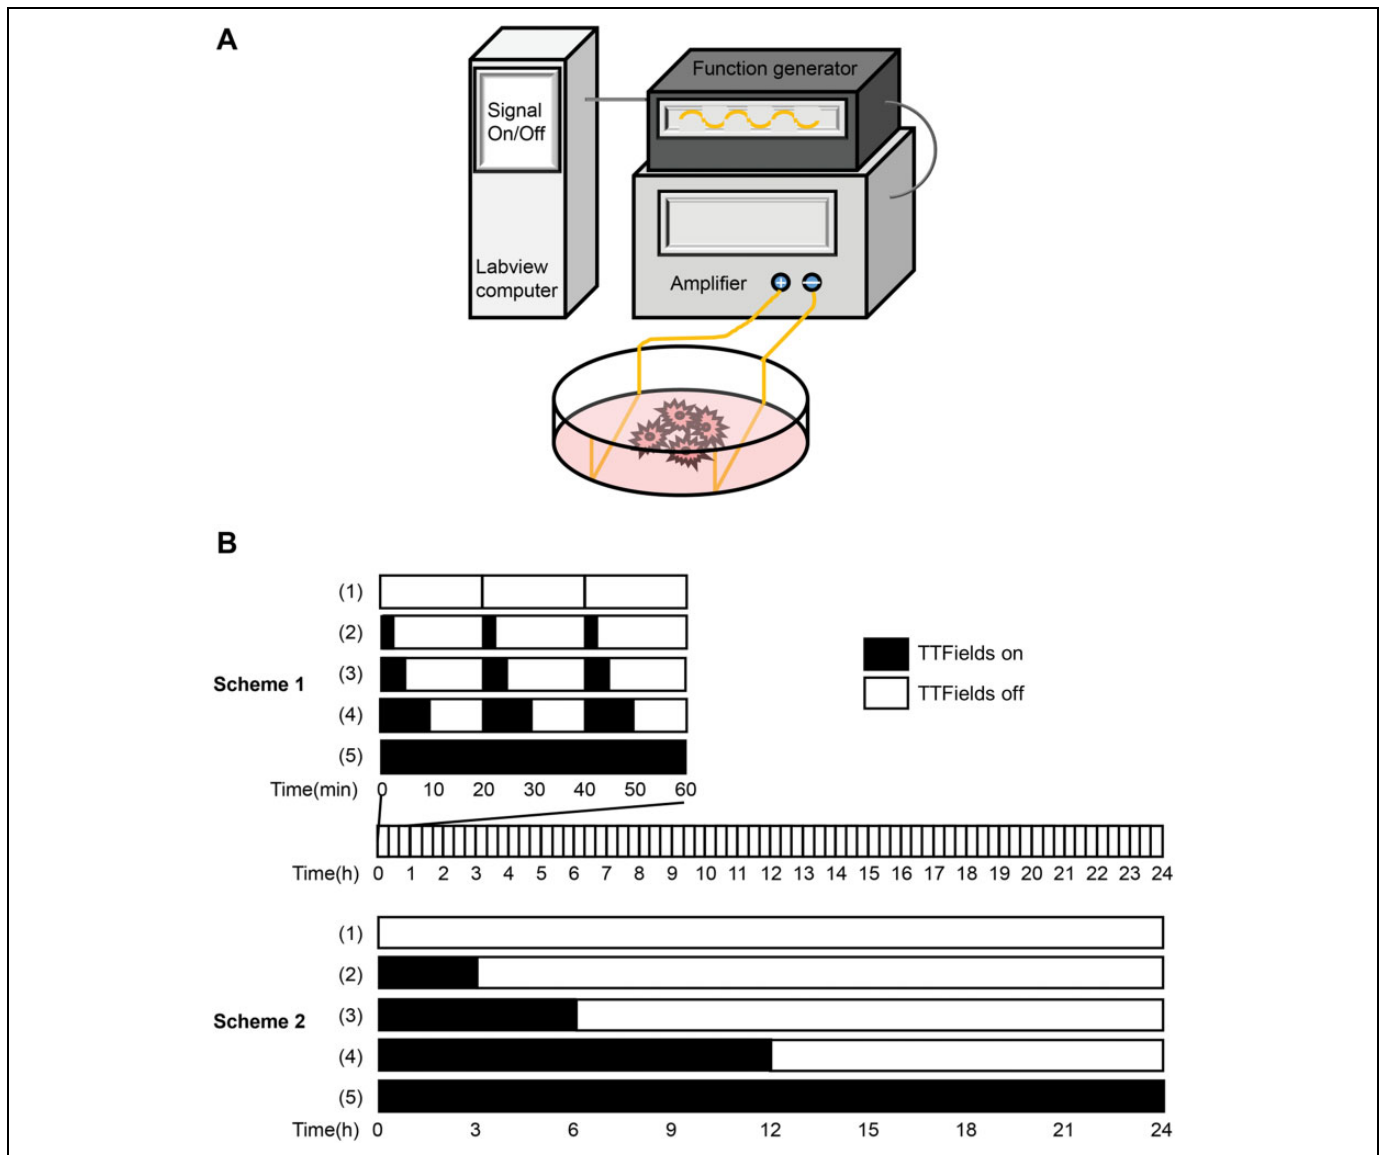 A
Function generator
Signal
On/Off
Labview
computer
Amplifier
B
Scheme 1
(1)
(2)
(3)
(4)
(5)
TTFields on
TTFields off
Time(min) 0 10 20 30 40 50 60
Time(h) 0 1 2 3 4 5 6 7 8 9 10 11 12 13 14 15 16 17 18 19 20 21 22 23 24
Scheme 2
(1)
(2)
(3)
(4)
(5)
Time(h) 0 3 6 9 12 15 18 21 24